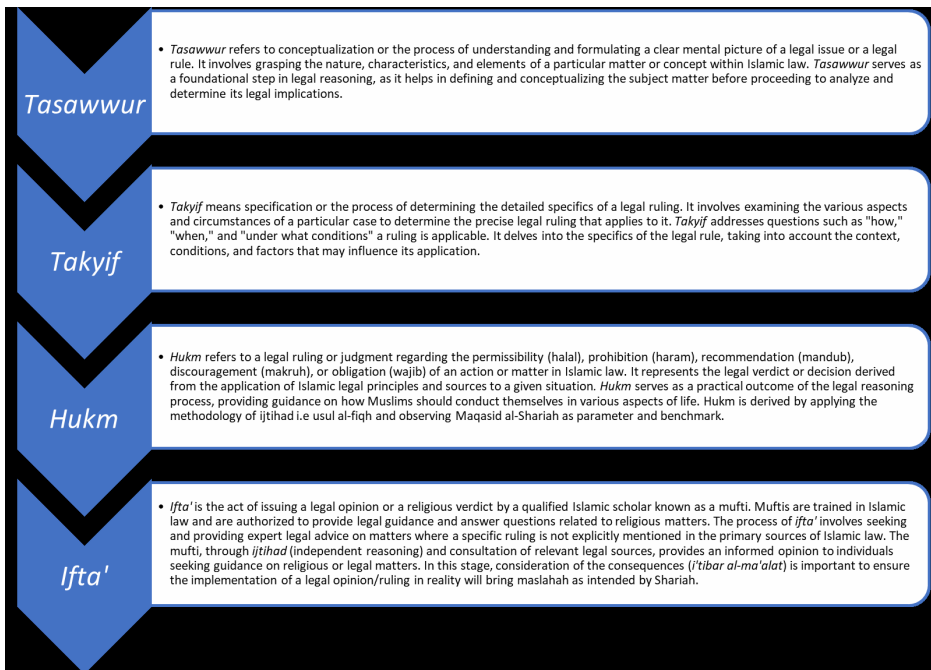 Tasawwur
• Tasawwur refers to conceptualization or the process of understanding and formulating a clear mental picture of a legal issue or a legal
rule. It involves grasping the nature, characteristics, and elements of a particular matter or concept within Islamic law. Tasawwur serves as
a foundational step in legal reasoning, as it helps in defining and conceptualizing the subject matter before proceeding to analyze and
determine its legal implications.
Takyif
• Takyif means specification or the process of determining the detailed specifics of a legal ruling. It involves examining the various aspects
and circumstances of a particular case to determine the precise legal ruling that applies to it. Takyif addresses questions such as "how,"
"when," and "under what conditions" a ruling is applicable. It delves into the specifics of the legal rule, taking into account the context,
conditions, and factors that may influence its application.
Hukm
• Hukm refers to a legal ruling or judgment regarding the permissibility (halal), prohibition (haram), recommendation (mandub),
discouragement (makruh), or obligation (wajib) of an action or matter in Islamic law. It represents the legal verdict or decision derived
from the application of Islamic legal principles and sources to a given situation. Hukm serves as a practical outcome of the legal reasoning
process, providing guidance on how Muslims should conduct themselves in various aspects of life. Hukm is derived by applying the
methodology of ijtihad i.e usul al-fiqh and observing Maqasid al-Shariah as parameter and benchmark.
Ifta'
• Ifta' is the act of issuing a legal opinion or a religious verdict by a qualified Islamic scholar known as a mufti. Muftis are trained in Islamic
law and are authorized to provide legal guidance and answer questions related to religious matters. The process of ifta' involves seeking
and providing expert legal advice on matters where a specific ruling is not explicitly mentioned in the primary sources of Islamic law. The
mufti, through ijtihad (independent reasoning) and consultation of relevant legal sources, provides an informed opinion to individuals
seeking guidance on religious or legal matters. In this stage, consideration of the consequences (i'tibar al-ma'alat) is important to ensure
the implementation of a legal opinion/ruling in reality will bring maslahah as intended by Shariah.